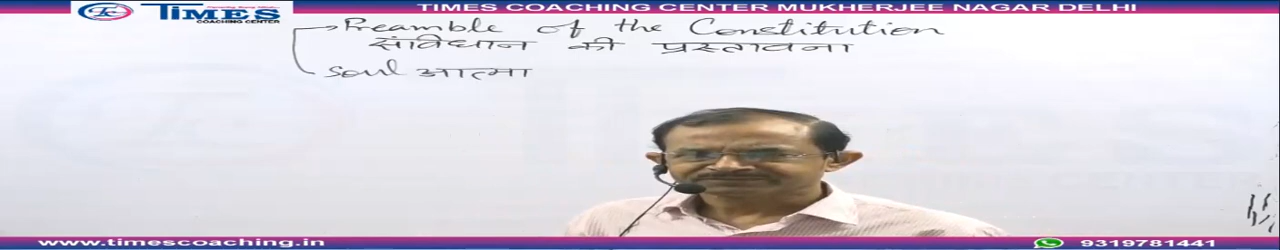 TIMES COACHING CENTER MUKHERJEE NAGAR DELHI
TIMES
COACHING CENTER
Preamble of the Constitution
संविधान की प्रस्तावना
soul आत्मा
www.timescoaching.in
9319781441